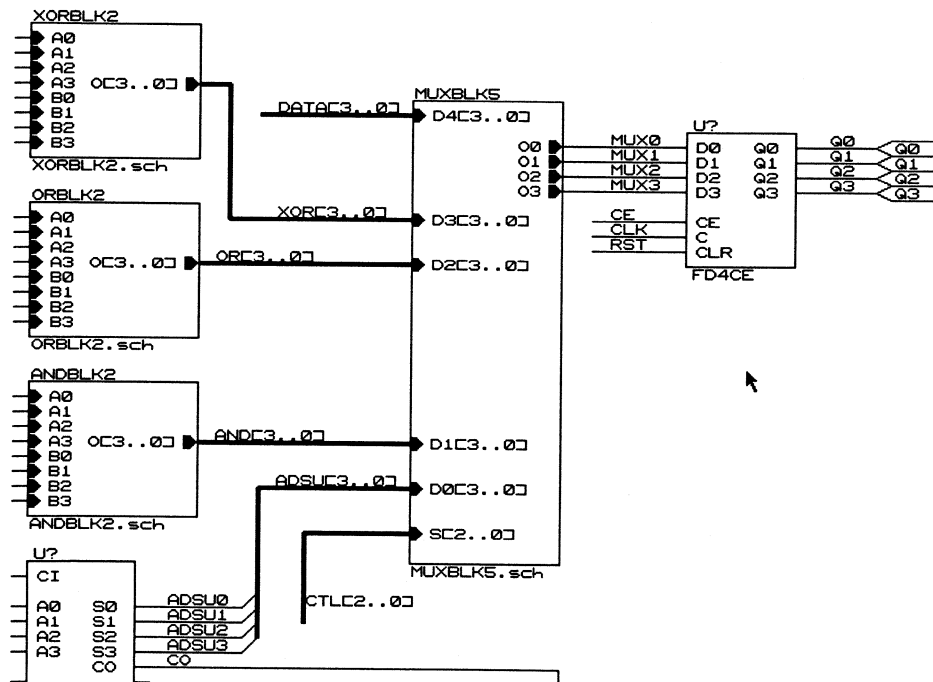 XORBLK2
A0
A1
A2
A3 O[3..0]
B0
B1
B2
B3
XORBLK2.sch
ORBLK2
A0
A1
A2
A3 O[3..0]
B0
B1
B2
B3
ORBLK2.sch
ANDBLK2
A0
A1
A2
A3 O[3..0]
B0
B1
B2
B3
ANDBLK2.sch
U?
CI
A0 S0
A1 S1
A2 S2
A3 S3
CO
ADSU0
ADSU1
ADSU2
ADSU3
CO
DATA[3..0]
XOR[3..0]
OR[3..0]
AND[3..0]
ADSU[3..0]
CTL[2..0]
MUXBLK5
D4[3..0]
O0
O1
O2
O3
D3[3..0]
D2[3..0]
D1[3..0]
D0[3..0]
S[2..0]
MUXBLK5.sch
MUX0
MUX1
MUX2
MUX3
CE
CLK
RST
U?
D0 Q0
D1 Q1
D2 Q2
D3 Q3
CE
C
CLR
FD4CE
Q0 Q0
Q1 Q1
Q2 Q2
Q3 Q3